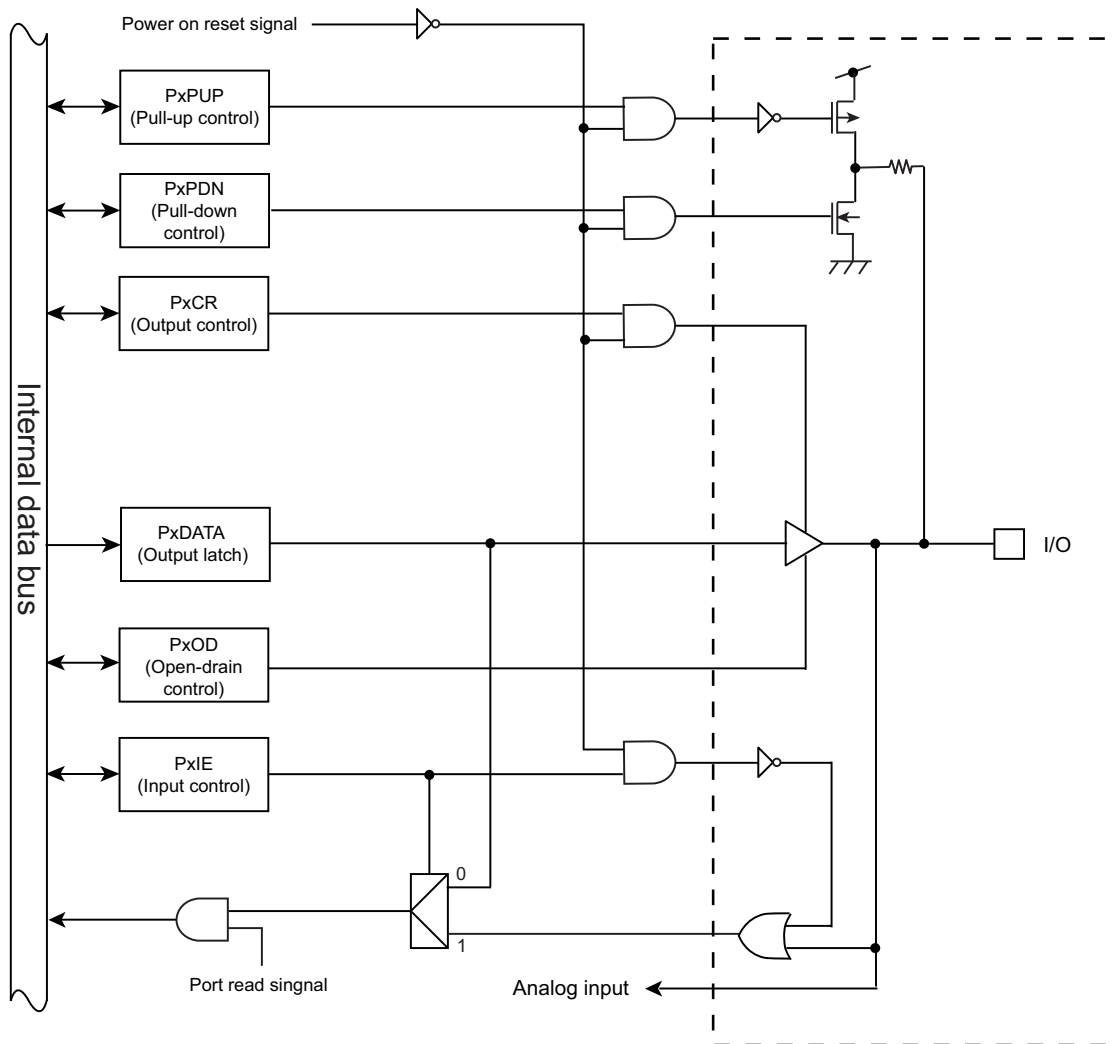 Power on reset signal
PxPUP
(Pull-up control)
PxPDN
(Pull-down
control)
PxCR
(Output control)
Internal data bus
PxDATA
(Output latch)
I/O
PxOD
(Open-drain
control)
PxIE
(Input control)
0
1
Port read singnal
Analog input